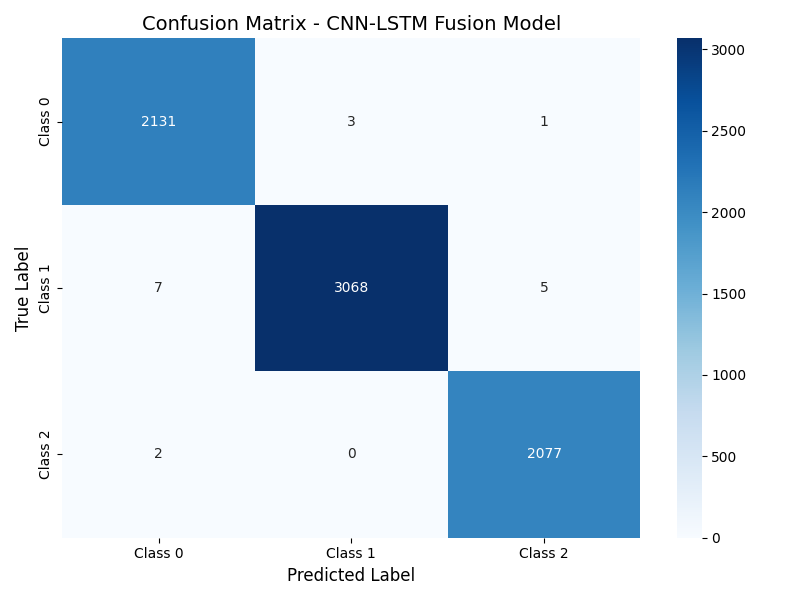 Confusion Matrix - CNN-LSTM Fusion Model
True Label
Class 0
2131
3
1
Class 1
7
3068
5
Class 2
2
0
2077
Class 0
Class 1
Class 2
Predicted Label
3000
2500
2000
1500
1000
500
0